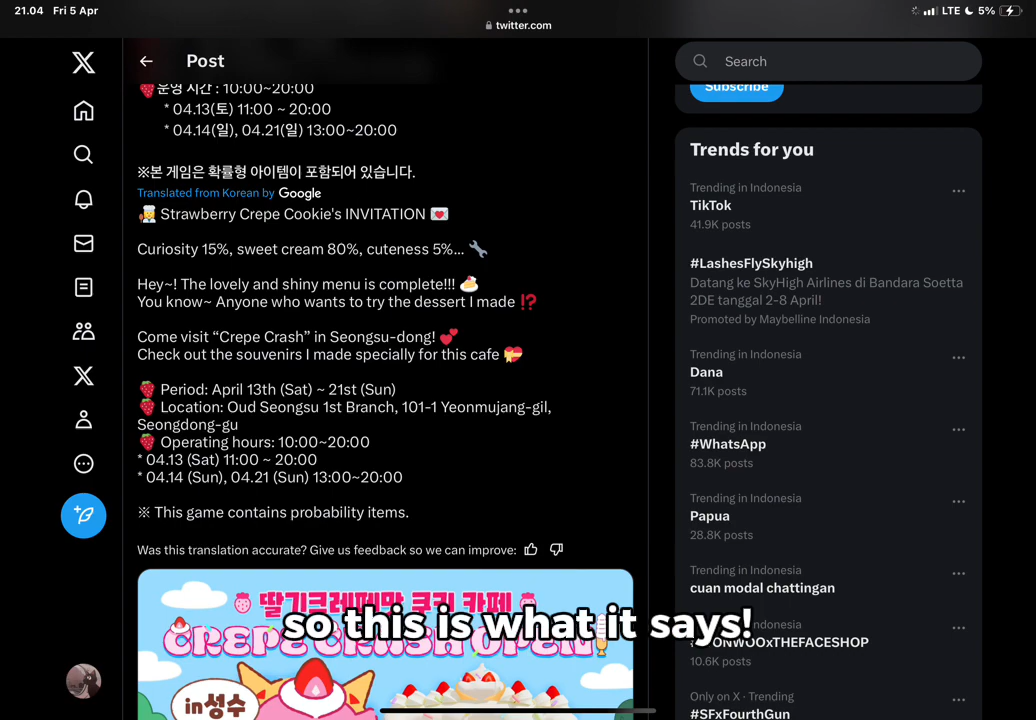 21.04 Fri 5 Apr
twitter.com
LTE 5%
Post
Search
🍓운영 시간 : 10:00~20:00
* 04.13(토) 11:00 ~ 20:00
* 04.14(일), 04.21(일) 13:00~20:00
※본 게임은 확률형 아이템이 포함되어 있습니다.
Translated from Korean by Google
🧑‍🍳 Strawberry Crepe Cookie's INVITATION 💌
Curiosity 15%, sweet cream 80%, cuteness 5%... 🔧
Hey~! The lovely and shiny menu is complete!!! 🍰
You know~ Anyone who wants to try the dessert I made ⁉️
Come visit “Crepe Crash” in Seongsu-dong! 💕
Check out the souvenirs I made specially for this cafe 💝
🍓 Period: April 13th (Sat) ~ 21st (Sun)
🍓 Location: Oud Seongsu 1st Branch, 101-1 Yeonmujang-gil,
Seongdong-gu
🍓 Operating hours: 10:00~20:00
* 04.13 (Sat) 11:00 ~ 20:00
* 04.14 (Sun), 04.21 (Sun) 13:00~20:00
※ This game contains probability items.
Was this translation accurate? Give us feedback so we can improve:
딸기크레페맛 쿠키 카페
CREPE CRASH OPEN
in성수
so this is what it says!
Subscribe
Trends for you
Trending in Indonesia
TikTok
41.9K posts
#LashesFlySkyhigh
Datang ke SkyHigh Airlines di Bandara Soetta
2DE tanggal 2-8 April!
Promoted by Maybelline Indonesia
Trending in Indonesia
Dana
71.1K posts
Trending in Indonesia
#WhatsApp
83.8K posts
Trending in Indonesia
Papua
28.8K posts
Trending in Indonesia
cuan modal chattingan
Indonesia
ONWOOxTHEFACESHOP
10.6K posts
Only on X · Trending
#SFxFourthGun